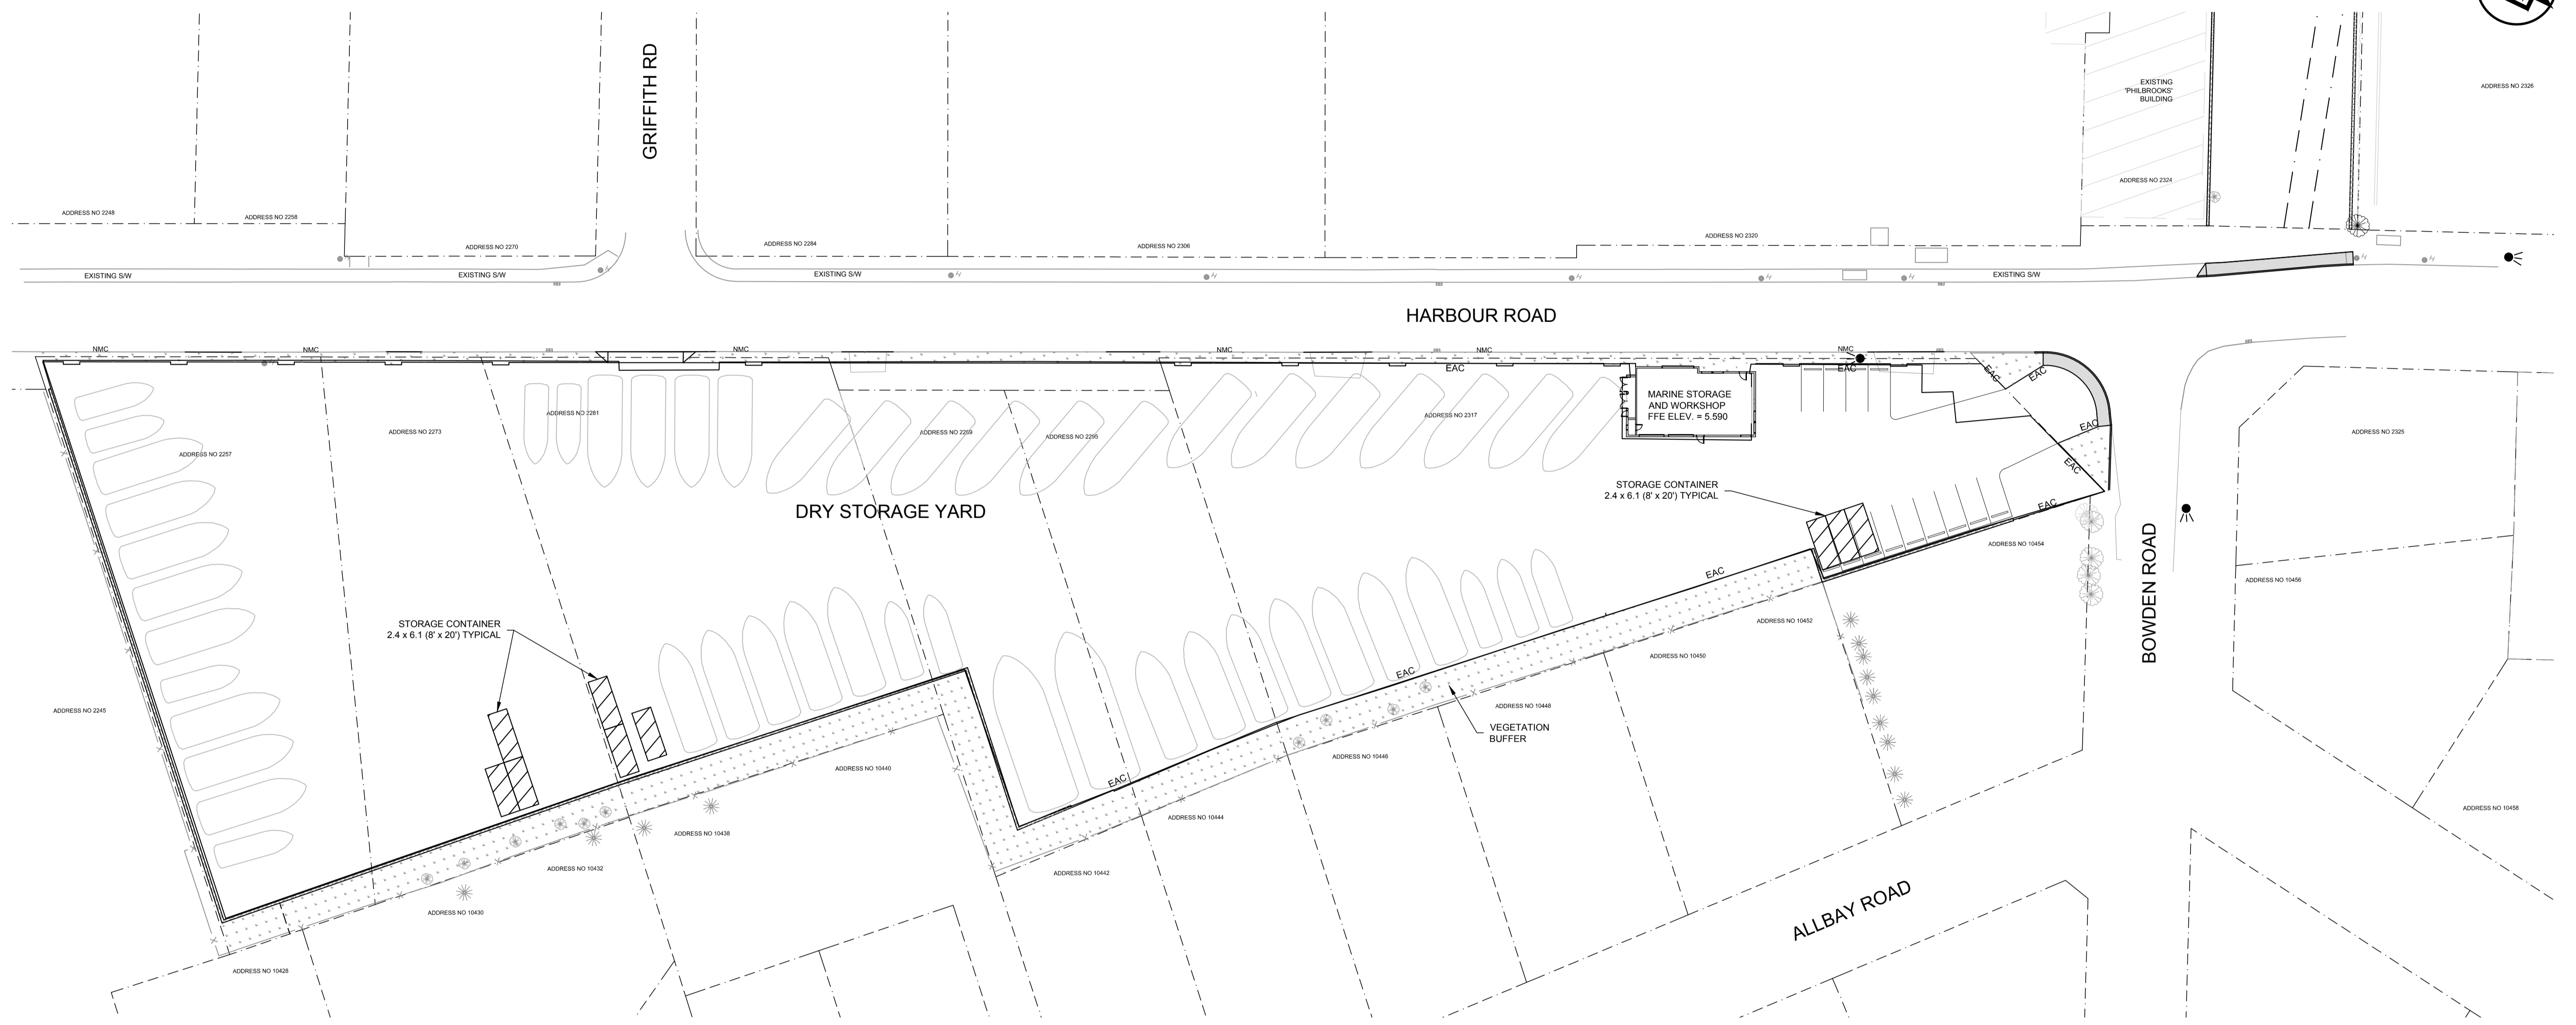 GRIFFITH RD
EXISTING
'PHILBROOKS'
BUILDING
ADDRESS NO 2326
ADDRESS NO 2324
ADDRESS NO 2248
ADDRESS NO 2258
ADDRESS NO 2270
ADDRESS NO 2284
ADDRESS NO 2306
ADDRESS NO 2320
EXISTING S/W
EXISTING S/W
EXISTING S/W
EXISTING S/W
HARBOUR ROAD
NMC
NMC
NMC
NMC
NMC
NMC
EAC
EAC
EAC
EAC
MARINE STORAGE
AND WORKSHOP
FFE ELEV. = 5.590
ADDRESS NO 2257
ADDRESS NO 2273
ADDRESS NO 2281
ADDRESS NO 2289
ADDRESS NO 2295
ADDRESS NO 2317
EAC
EAC
EAC
ADDRESS NO 2325
DRY STORAGE YARD
STORAGE CONTAINER
2.4 x 6.1 (8' x 20') TYPICAL
ADDRESS NO 10454
BOWDEN ROAD
ADDRESS NO 10456
EAC
STORAGE CONTAINER
2.4 x 6.1 (8' x 20') TYPICAL
ADDRESS NO 10452
ADDRESS NO 10450
EAC
ADDRESS NO 2245
ADDRESS NO 10448
VEGETATION
BUFFER
ADDRESS NO 10446
ADDRESS NO 10440
EAC
ADDRESS NO 10444
ADDRESS NO 10458
ADDRESS NO 10438
ADDRESS NO 10432
ADDRESS NO 10442
ADDRESS NO 10430
ALLBAY ROAD
ADDRESS NO 10428